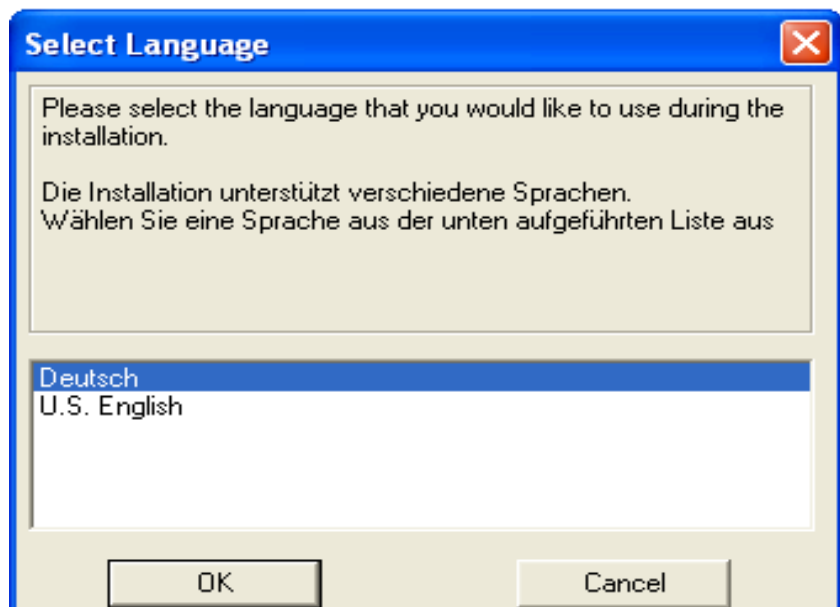 Select Language
Please select the language that you would like to use during the
installation.
Die Installation unterstützt verschiedene Sprachen.
Wählen Sie eine Sprache aus der unten aufgeführten Liste aus
Deutsch
U.S. English
OK
Cancel